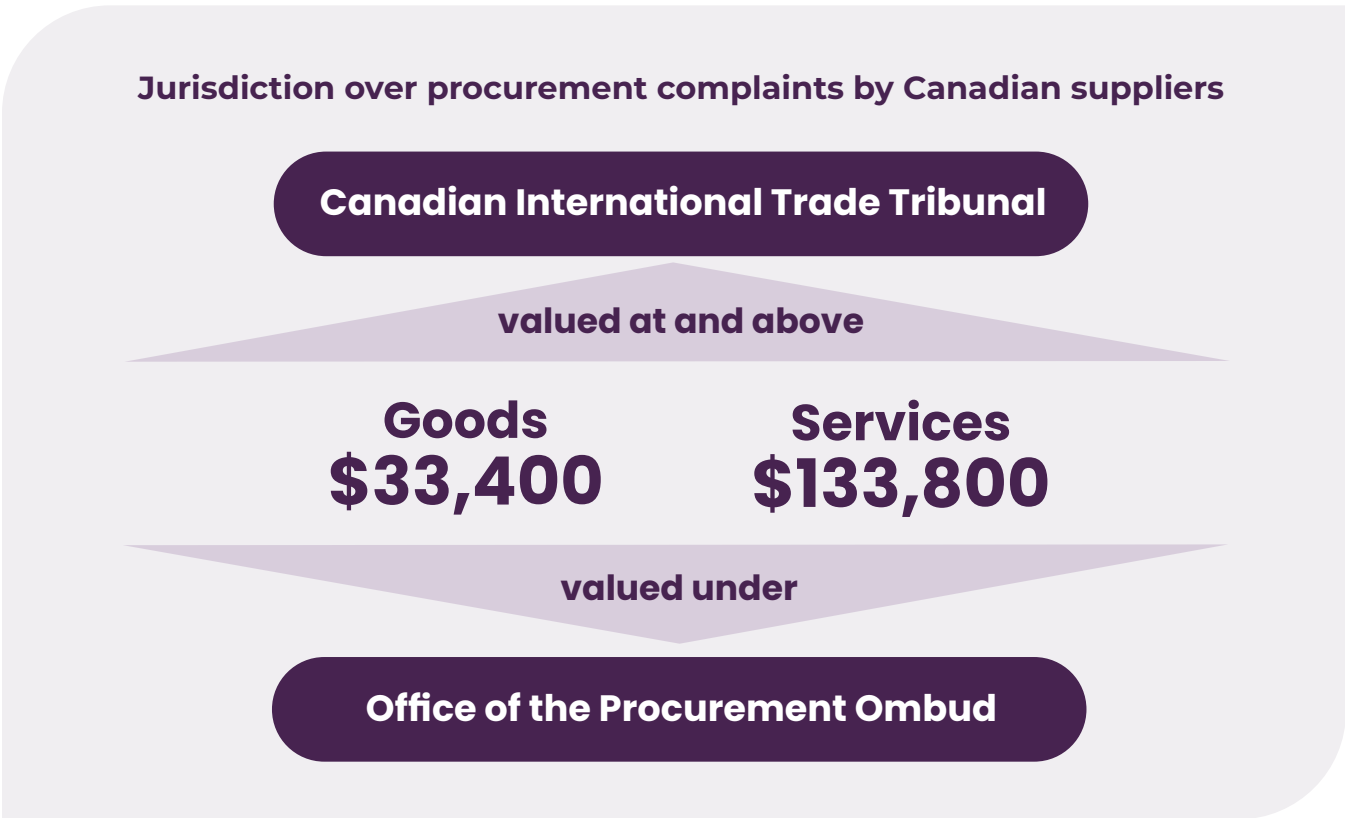 Jurisdiction over procurement complaints by Canadian suppliers
Canadian International Trade Tribunal
valued at and above
Goods
$33,400
Services
$133,800
valued under
Office of the Procurement Ombud